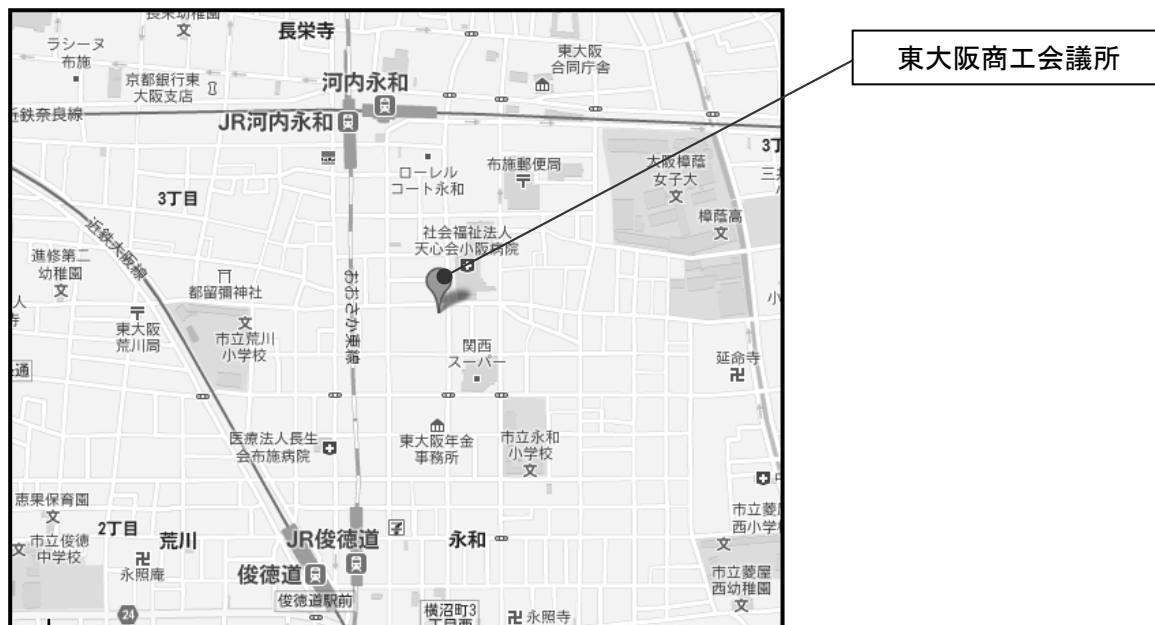 東大阪商工会議所
長栄寺
ラシーヌ
布施
京都銀行東
大阪支店
東大阪
合同庁舎
河内永和
近鉄奈良線
JR河内永和
ローレル
コート永和
布施郵便局
大阪樟蔭
女子大
樟蔭高
3丁目
近鉄大阪線
進修第二
幼稚園
都留彌神社
社会福祉法人
天心会小阪病院
おおさか東線
東大阪
荒川局
市立荒川
小学校
関西
スーパー
延命寺
医療法人長生
会布施病院
東大阪年金
事務所
市立永和
小学校
恵果保育園
2丁目
荒川
市立俊徳
中学校
永照庵
JR俊徳道
俊徳道
俊徳道駅前
永和
市立菱屋
西小学校
市立菱屋
西幼稚園
24
横沼町3
永照寺